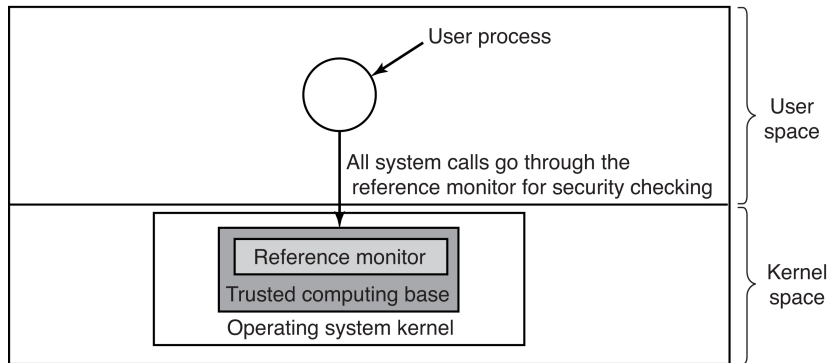 User process
User
space
All system calls go through the
reference monitor for security checking
Reference monitor
Trusted computing base
Operating system kernel
Kernel
space